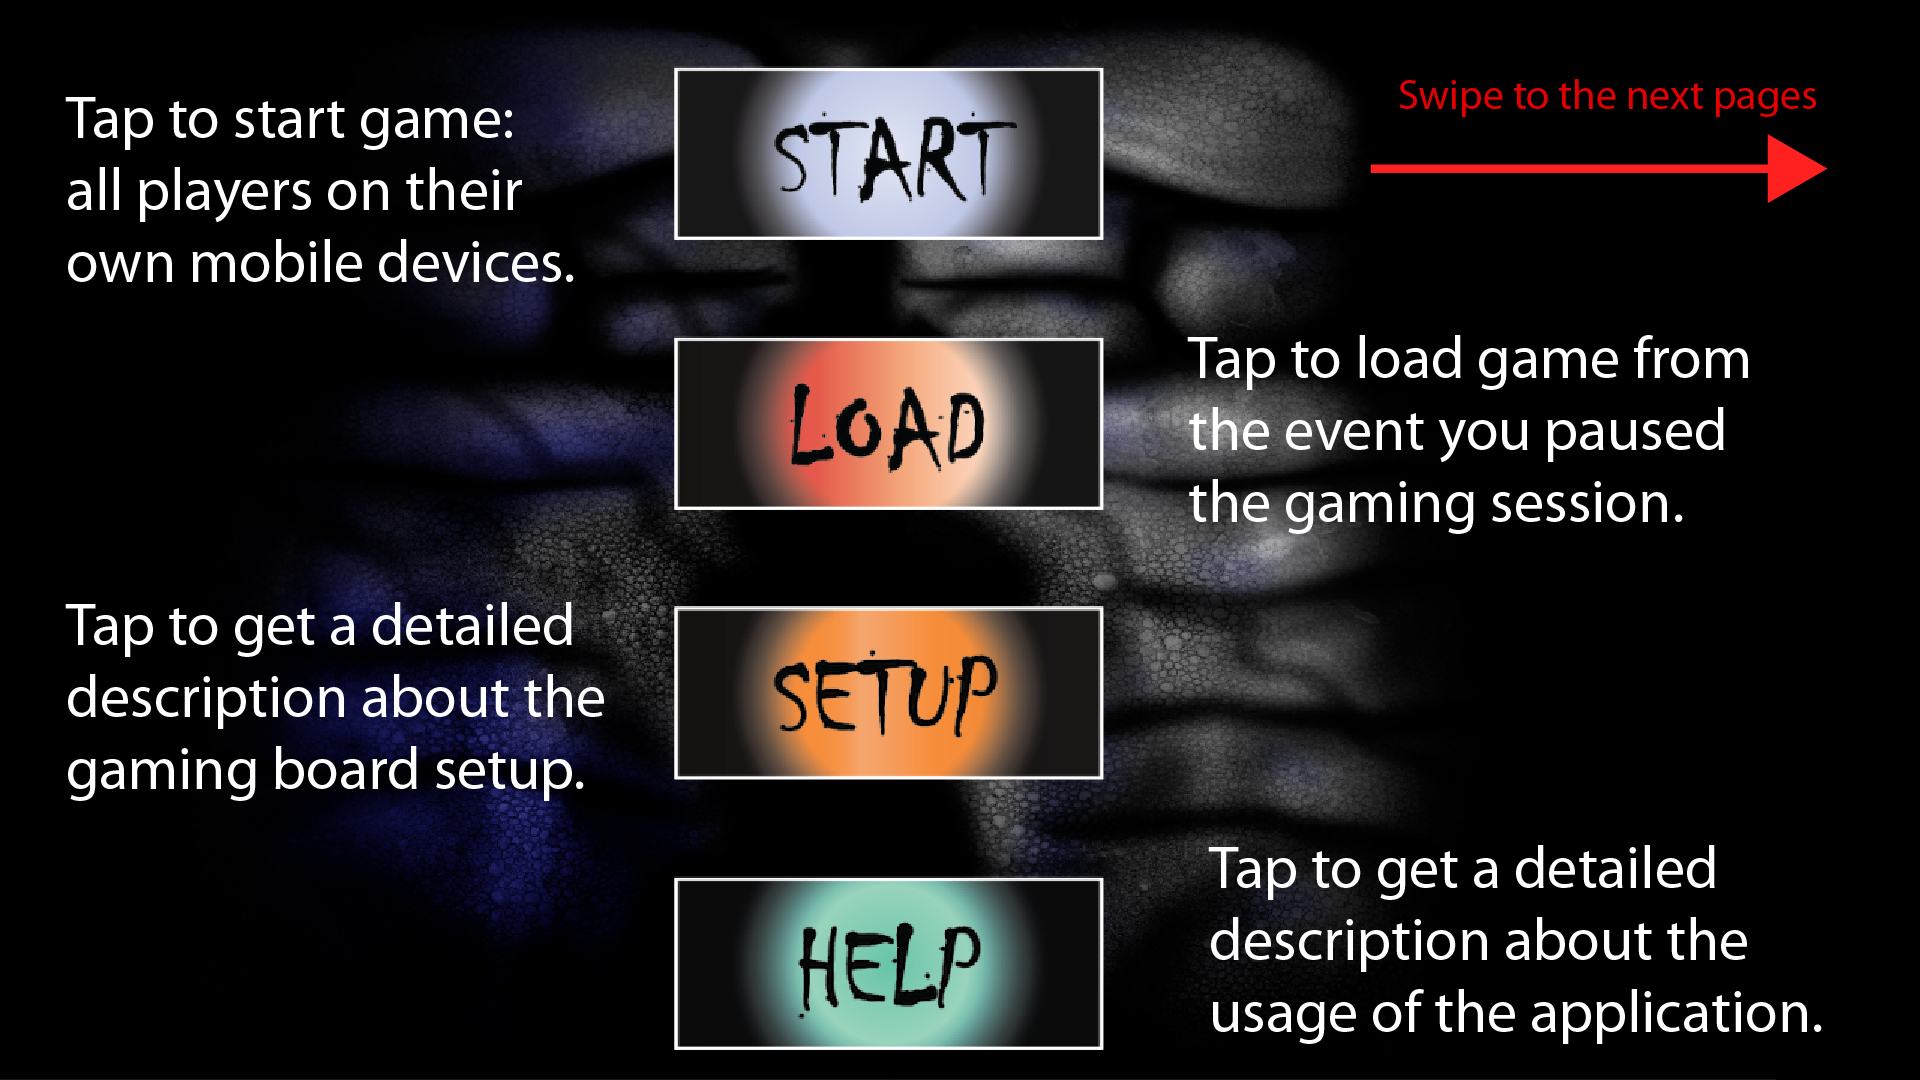 Tap to start game:
all players on their
own mobile devices.
START
Swipe to the next pages
LOAD
Tap to load game from
the event you paused
the gaming session.
Tap to get a detailed
description about the
gaming board setup.
SETUP
HELP
Tap to get a detailed
description about the
usage of the application.